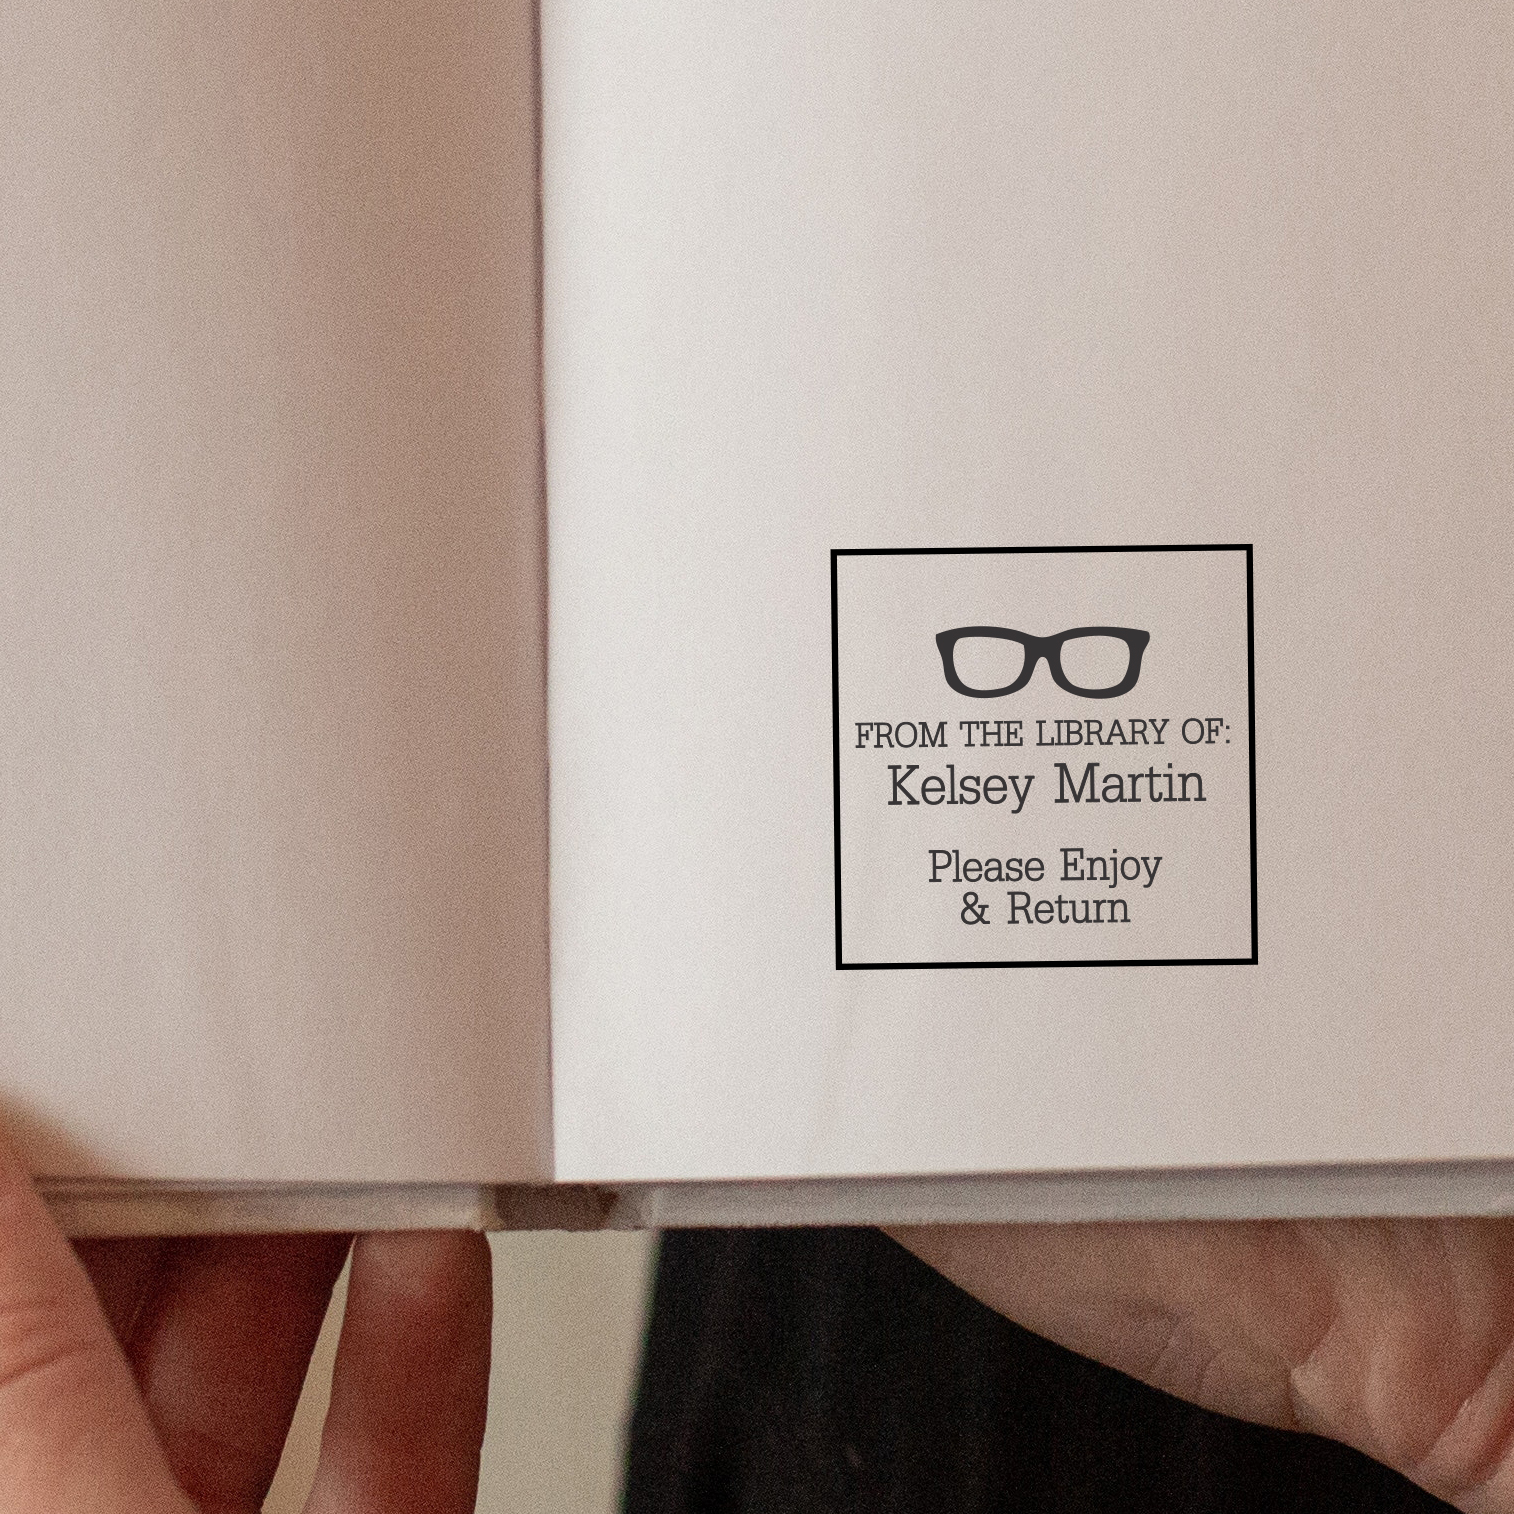 FROM THE LIBRARY OF:
Kelsey Martin
Please Enjoy
& Return